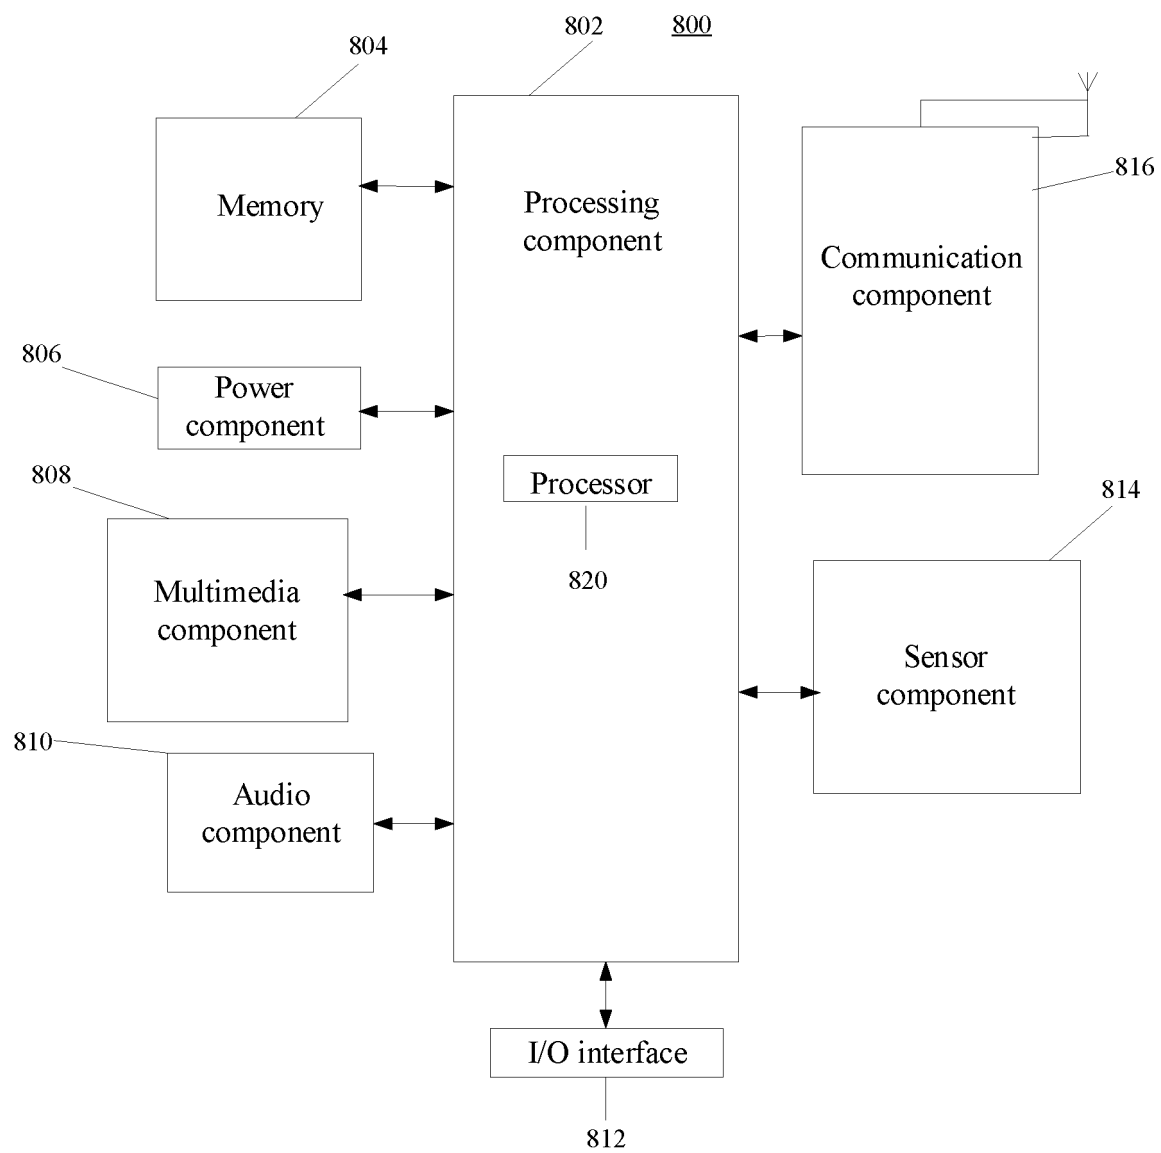 802
800
804
Memory
Processing
component
816
Communication
component
806
Power
component
808
Processor
820
814
Multimedia
component
Sensor
component
810
Audio
component
I/O interface
812